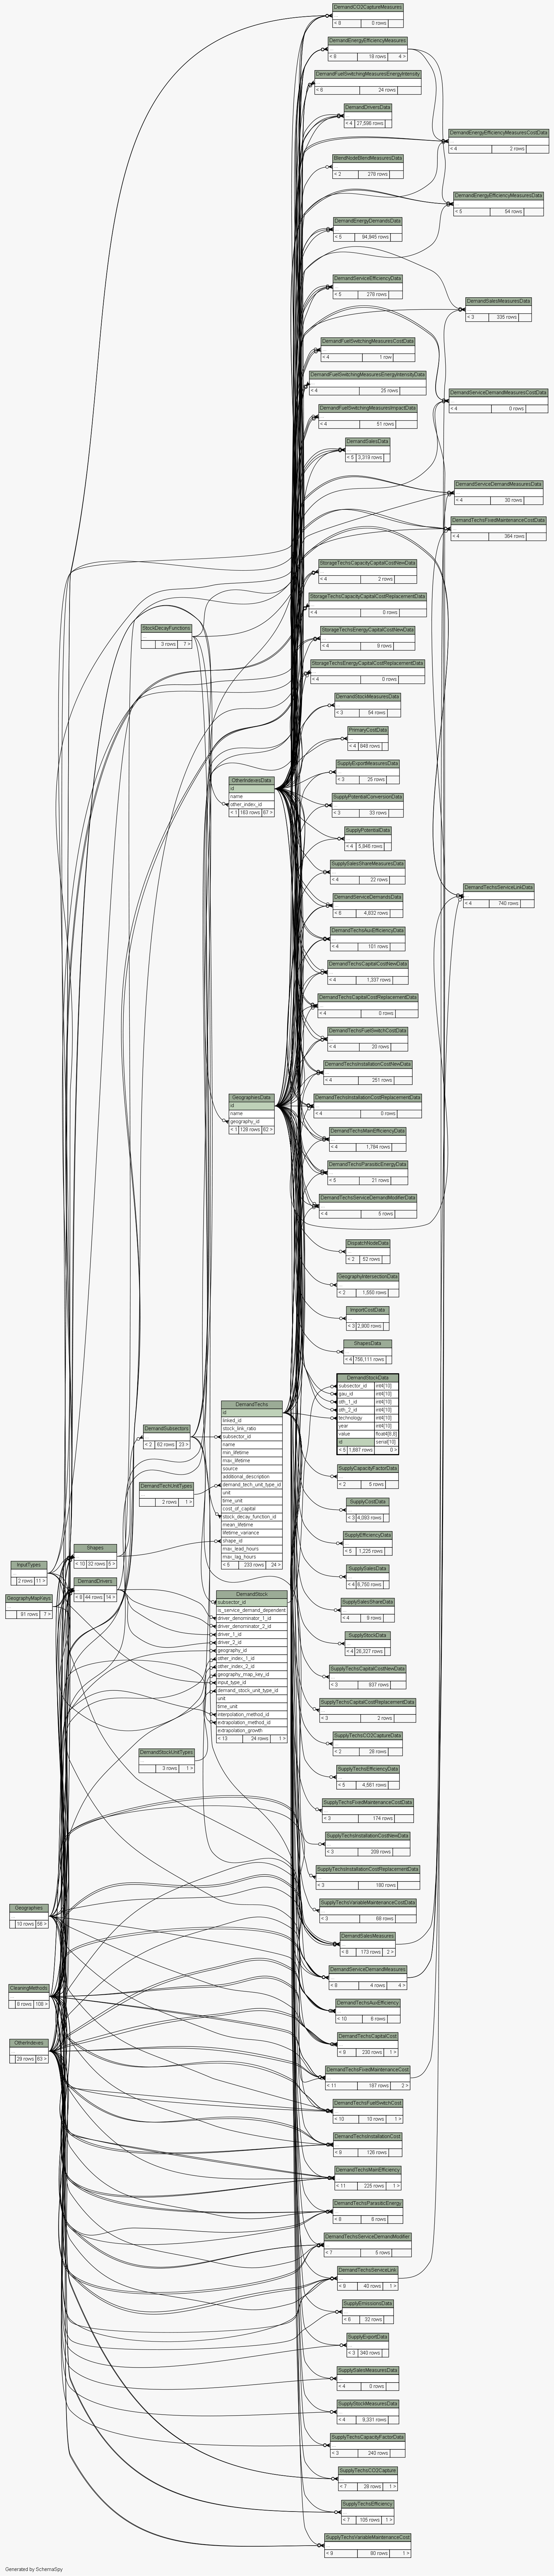 DemandCO2CaptureMeasures
< 8 0 rows
DemandEnergyEfficiencyMeasures
< 8 18 rows 4 >
DemandFuelSwitchingMeasuresEnergyIntensity
< 8 24 rows
DemandDriversData
< 4 27,596 rows
DemandEnergyEfficiencyMeasuresCostData
< 4 2 rows
BlendNodeBlendMeasuresData
< 2 278 rows
DemandEnergyEfficiencyMeasuresData
< 5 64 rows
DemandEnergyDemandsData
DemandServiceEfficiencyData
< 5 278 rows
DemandSalesMeasuresData
< 3 335 rows
DemandFuelSwitchingMeasuresCostData
< 4 1 row
DemandFuelSwitchingMeasuresEnergyIntensityData
< 4 25 rows
DemandServiceDemandMeasuresCostData
< 4 0 rows
DemandFuelSwitchingMeasuresImpactData
< 4 51 rows
DemandSalesData
< 5 3,319 rows
DemandServiceDemandMeasuresData
< 4 30 rows
DemandTechsFixedMaintenanceCostData
< 4 364 rows
StorageTechsCapacityCapitalCostNewData
< 4 2 rows
StorageTechsCapacityCapitalCostReplacementData
< 4 0 rows
StockDecayFunctions
3 rows 7 >
StorageTechsEnergyCapitalCostNewData
< 4 9 rows
StorageTechsEnergyCapitalCostReplacementData
< 4 0 rows
DemandStockMeasuresData
< 3 54 rows
PrimaryCostData
< 4 948 rows
SupplyExportMeasuresData
< 3 25 rows
OtherIndexesData
id
name
other_index_id
< 1 163 rows 67 >
SupplyPotentialConversionData
< 3 33 rows
SupplyPotentialData
< 4 5,846 rows
SupplySalesShareMeasuresData
< 4 22 rows
DemandTechsServiceLinkData
< 4 740 rows
DemandServiceDemandsData
< 6 4,833 rows
DemandTechsAuxEfficiencyData
< 4 101 rows
DemandTechsCapitalCostNewData
< 4 1,337 rows
DemandTechsCapitalCostReplacementData
< 4 0 rows
DemandTechsFuelSwitchCostData
< 4 20 rows
DemandTechsInstallationCostNewData
< 4 251 rows
GeographiesData
id
name
geography_id
< 1 128 rows 62 >
DemandTechsInstallationCostReplacementData
< 4 0 rows
DemandTechsMainEfficiencyData
< 4 1,764 rows
DemandTechsParasiticEnergyData
< 5 21 rows
DemandTechsServiceDemandModifierData
< 4 5 rows
DispatchNodeData
< 2 52 rows
GeographyIntersectionData
< 2 1,550 rows
ImportCostData
< 3 2,900 rows
ShapesData
< 4 756,111 rows
DemandStockData
subsector_id int4[10]
gau_id int4[10]
oth_1_id int4[10]
oth_2_id int4[10]
technology int4[10]
year int4[10]
value float4[8,8]
id serial[10]
< 5 1,697 rows 0 >
DemandTechs
id
linked_id
stock_link_ratio
subsector_id
name
min_lifetime
max_lifetime
source
additional_description
demand_tech_unit_type_id
unit
time_unit
cost_of_capital
stock_decay_function_id
mean_lifetime
lifetime_variance
shape_id
max_lead_hours
max_lag_hours
< 5 233 rows 24 >
DemandSubsectors
< 2 62 rows 23 >
SupplyCapacityFactorData
< 2 5 rows
DemandTechUnitTypes
2 rows 1 >
SupplyCostData
< 3 4,083 rows
SupplyEfficiencyData
< 5 1,225 rows
Shapes
< 10 32 rows 5 >
InputTypes
2 rows 11 >
SupplySalesData
< 4 6,750 rows
DemandDrivers
< 9 44 rows 14 >
GeographyMapKeys
91 rows 7 >
SupplySalesShareData
< 4 9 rows
DemandStock
subsector_id
is_service_demand_dependent
driver_denominator_1_id
driver_denominator_2_id
driver_1_id
driver_2_id
geography_id
other_index_1_id
other_index_2_id
geography_map_key_id
input_type_id
demand_stock_unit_type_id
unit
time_unit
interpolation_method_id
extrapolation_method_id
extrapolation_growth
< 13 24 rows 1 >
SupplyStockData
< 4 26,327 rows
SupplyTechsCapitalCostNewData
< 3 937 rows
SupplyTechsCapitalCostReplacementData
< 3 2 rows
SupplyTechsCO2CaptureData
< 2 28 rows
DemandStockUnitTypes
3 rows 1 >
SupplyTechsEfficiencyData
< 5 4,561 rows
SupplyTechsFixedMaintenanceCostData
< 3 174 rows
SupplyTechsInstallationCostNewData
< 3 209 rows
SupplyTechsInstallationCostReplacementData
< 3 190 rows
SupplyTechsVariableMaintenanceCostData
< 3 68 rows
Geographies
10 rows 56 >
DemandSalesMeasures
< 8 173 rows 2 >
DemandServiceDemandMeasures
< 8 4 rows 4 >
CleaningMethods
9 rows 108 >
DemandTechsAuxEfficiency
< 10 6 rows
DemandTechsCapitalCost
< 9 230 rows 1 >
OtherIndexes
29 rows 63 >
DemandTechsFixedMaintenanceCost
< 11 187 rows 2 >
DemandTechsFuelSwitchCost
< 10 10 rows 1 >
DemandTechsInstallationCost
< 9 126 rows
DemandTechsMainEfficiency
< 11 225 rows 1 >
DemandTechsParasiticEnergy
< 8 6 rows
DemandTechsServiceDemandModifier
< 7 5 rows
DemandTechsServiceLink
< 9 40 rows 1 >
SupplyEmissionsData
< 6 32 rows
SupplyExportData
< 3 340 rows
SupplySalesMeasuresData
< 4 0 rows
SupplyStockMeasuresData
< 4 8,331 rows
SupplyTechsCapacityFactorData
< 3 240 rows
SupplyTechsCO2Capture
< 7 28 rows 1 >
SupplyTechsEfficiency
< 7 105 rows 1 >
SupplyTechsVariableMaintenanceCost
< 9 80 rows 1 >
Generated by SchemaSpy